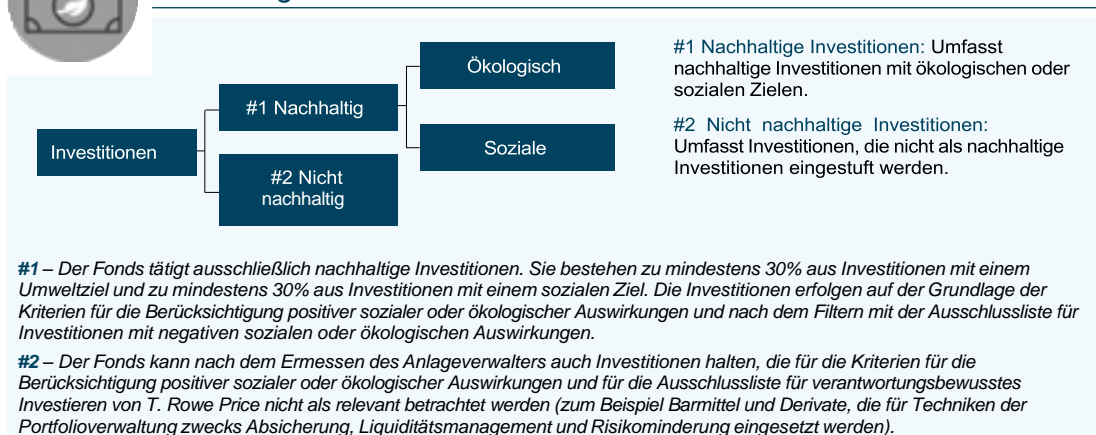 Ökologisch
#1 Nachhaltig
Soziale
Investitionen
#2 Nicht
nachhaltig
#1 Nachhaltige Investitionen: Umfasst
nachhaltige Investitionen mit ökologischen oder
sozialen Zielen.
#2 Nicht nachhaltige Investitionen:
Umfasst Investitionen, die nicht als nachhaltige
Investitionen eingestuft werden.
#1 – Der Fonds tätigt ausschließlich nachhaltige Investitionen. Sie bestehen zu mindestens 30% aus Investitionen mit einem
Umweltziel und zu mindestens 30% aus Investitionen mit einem sozialen Ziel. Die Investitionen erfolgen auf der Grundlage der
Kriterien für die Berücksichtigung positiver sozialer oder ökologischer Auswirkungen und nach dem Filtern mit der Ausschlussliste für
Investitionen mit negativen sozialen oder ökologischen Auswirkungen.
#2 – Der Fonds kann nach dem Ermessen des Anlageverwalters auch Investitionen halten, die für die Kriterien für die
Berücksichtigung positiver sozialer oder ökologischer Auswirkungen und für die Ausschlussliste für verantwortungsbewusstes
Investieren von T. Rowe Price nicht als relevant betrachtet werden (zum Beispiel Barmittel und Derivate, die für Techniken der
Portfolioverwaltung zwecks Absicherung, Liquiditätsmanagement und Risikominderung eingesetzt werden).